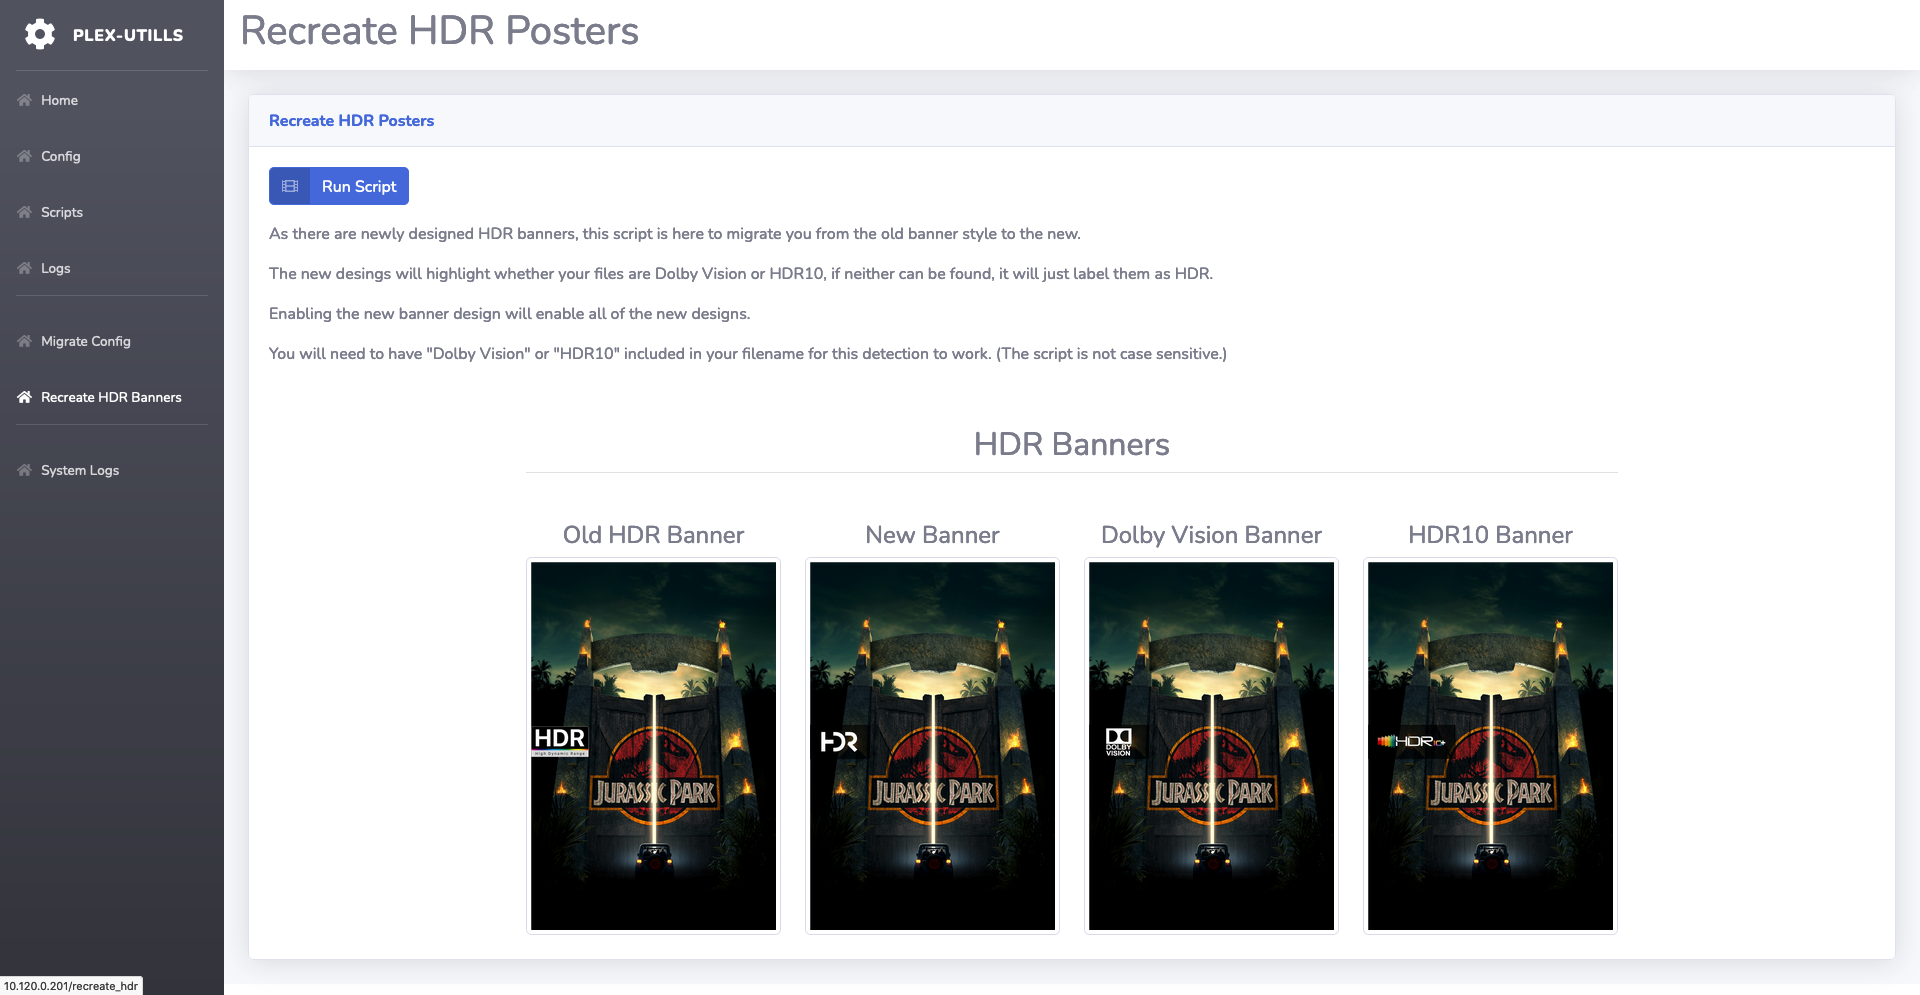 PLEX-UTILLS
Home
Config
Scripts
Logs
Migrate Config
Recreate HDR Banners
System Logs
Recreate HDR Posters
Recreate HDR Posters
Run Script
As there are newly designed HDR banners, this script is here to migrate you from the old banner style to the new.
The new desings will highlight whether your files are Dolby Vision or HDR10, if neither can be found, it will just label them as HDR.
Enabling the new banner design will enable all of the new designs.
You will need to have "Dolby Vision" or "HDR10" included in your filename for this detection to work. (The script is not case sensitive.)
HDR Banners
Old HDR Banner
HDR
High Dynamic Range
JURASSIC PARK
New Banner
HDR
JURASSIC PARK
Dolby Vision Banner
DOLBY
VISION
JURASSIC PARK
HDR10 Banner
HDR10+
JURASSIC PARK
10.120.0.201/recreate_hdr